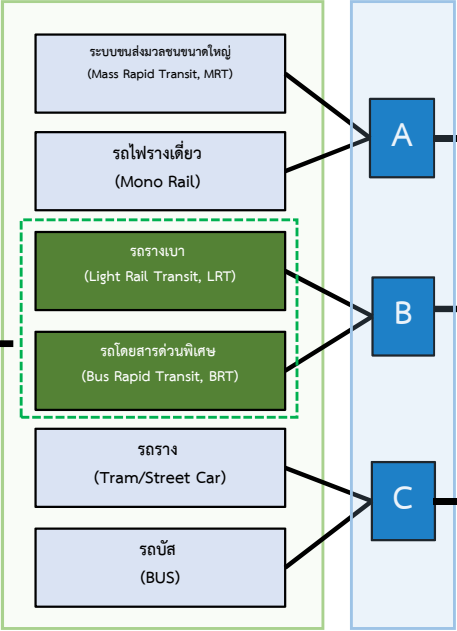 ระบบขนส่งมวลชนขนาดใหญ่
(Mass Rapid Transit, MRT)
รถไฟรางเดี่ยว
(Mono Rail)
A
รถรางเบา
(Light Rail Transit, LRT)
B
รถโดยสารด่วนพิเศษ
(Bus Rapid Transit, BRT)
รถราง
(Tram/Street Car)
C
รถบัส
(BUS)